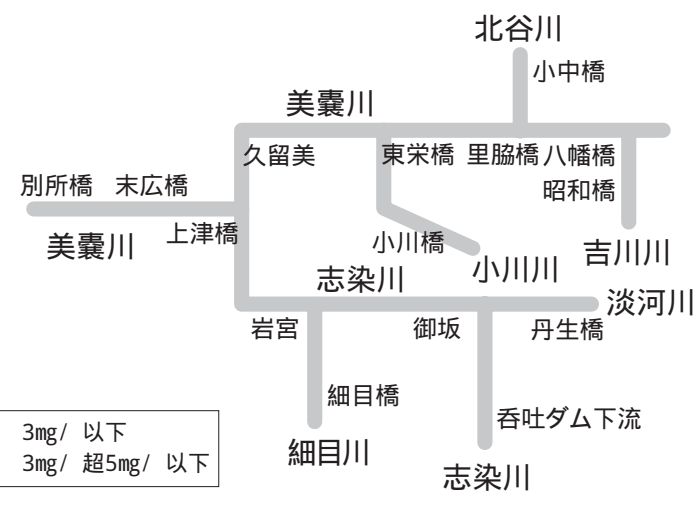 北谷川
小中橋
美嚢川
久留美
東栄橋
里脇橋
八幡橋
昭和橋
別所橋
末広橋
上津橋
美嚢川
小川橋
小川川
吉川川
志染川
淡河川
岩宮
御坂
丹生橋
細目橋
呑吐ダム下流
細目川
志染川
3㎎/ 以下
3㎎/ 超5㎎/ 以下